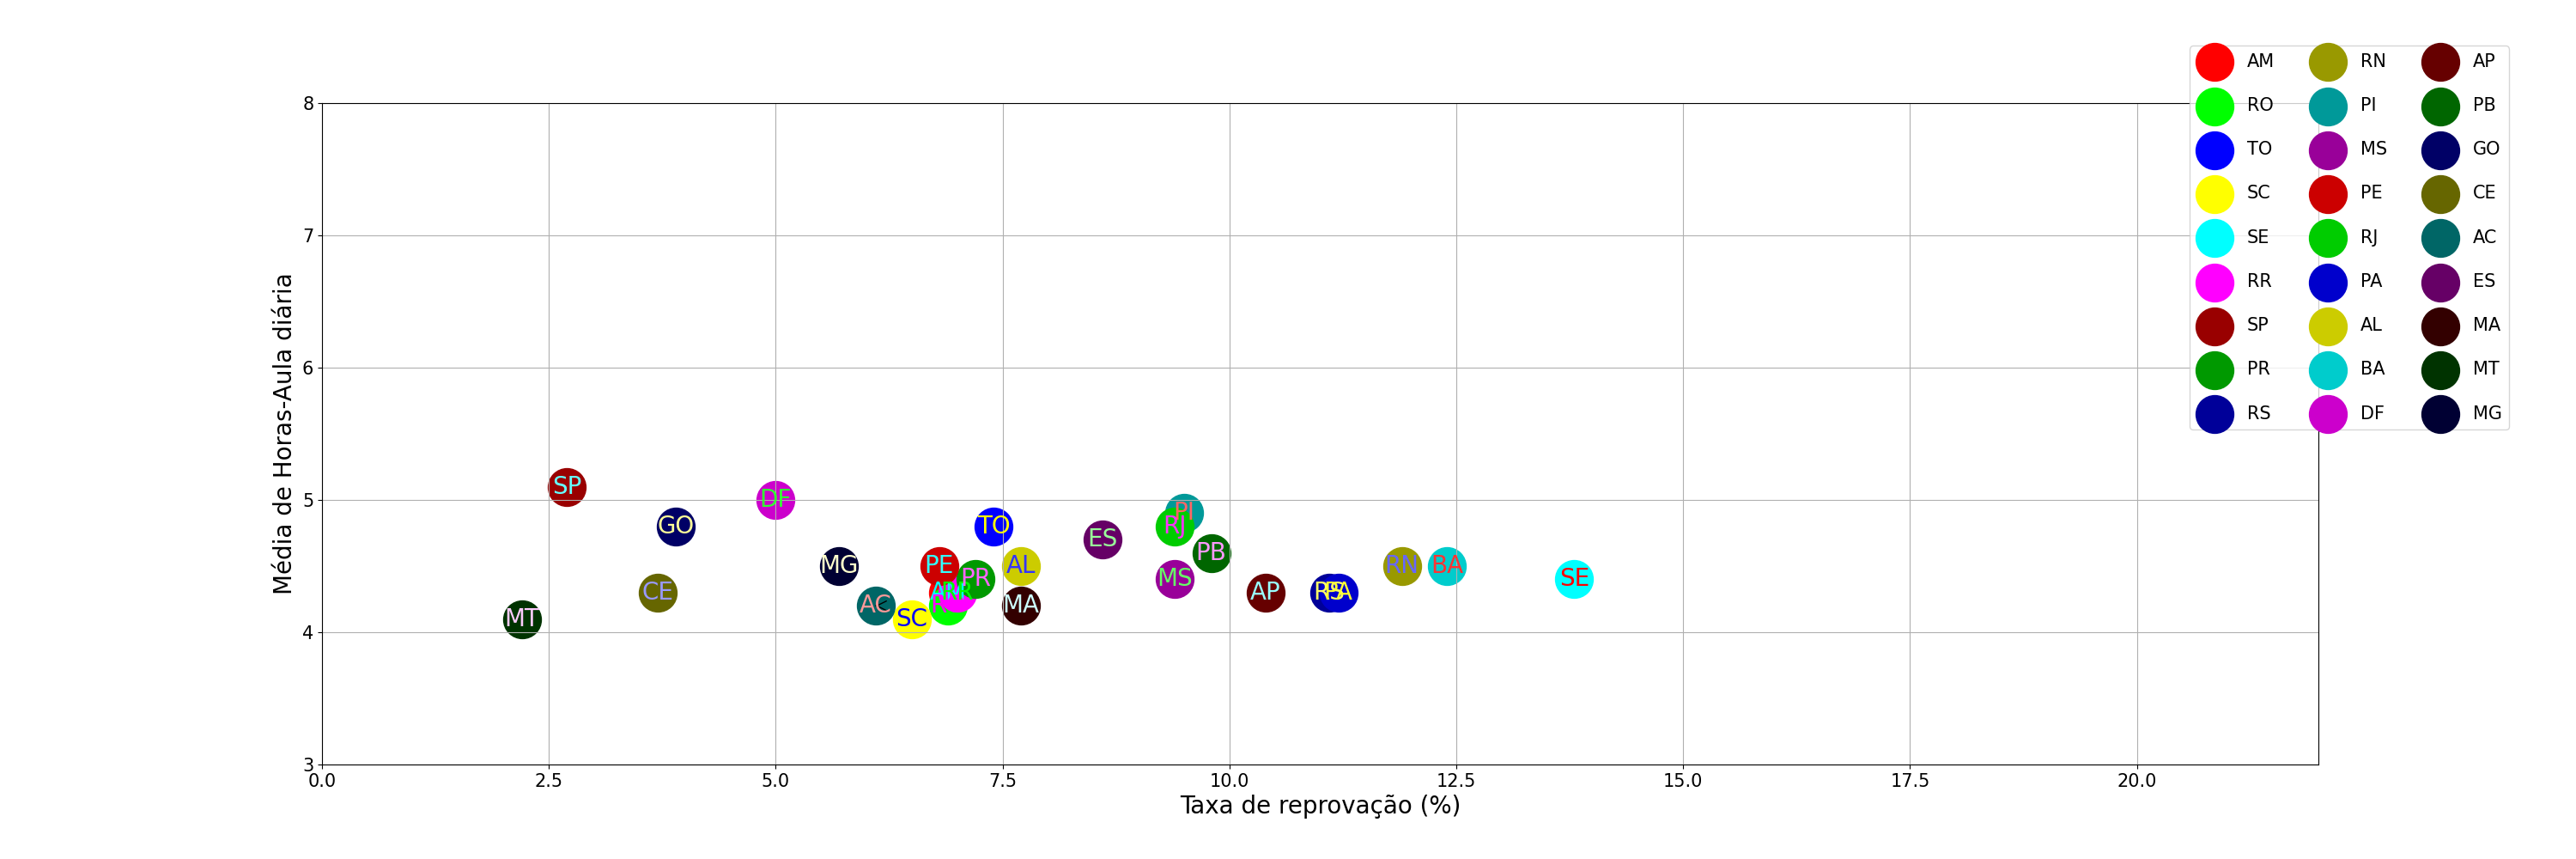 AM RN AP
RO PI PB
TO MS GO
SC PE CE
SE RJ AC
RR PA ES
SP AL MA
PR BA MT
RS DF MG
8
7
6
5
4
3
Média de Horas-Aula diária
SP
DF
PI
GO
TO
RJ
ES
PB
MG
PE
AL
RN
BA
PR
MS
SE
CE
AM
AP
RS
AC
MA
MT
SC
0.0 2.5 5.0 7.5 10.0 12.5 15.0 17.5 20.0
Taxa de reprovação (%)